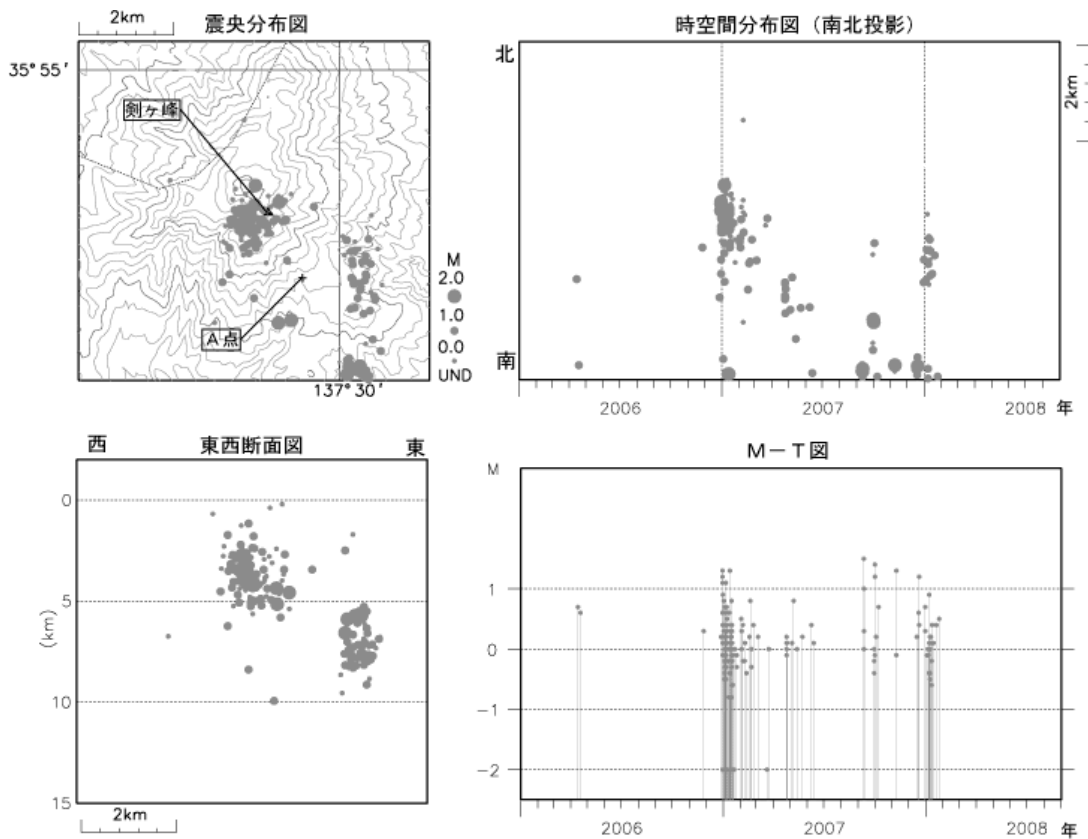 2km
震央分布図
35°55′
剣ヶ峰
A点
137°30′
M
2.0
1.0
0.0
UND
時空間分布図（南北投影）
北
南
2km
2006
2007
2008 年
西
東西断面図
東
0
5
(km)
10
15
2km
M－T図
M
1
0
−1
−2
2006
2007
2008 年